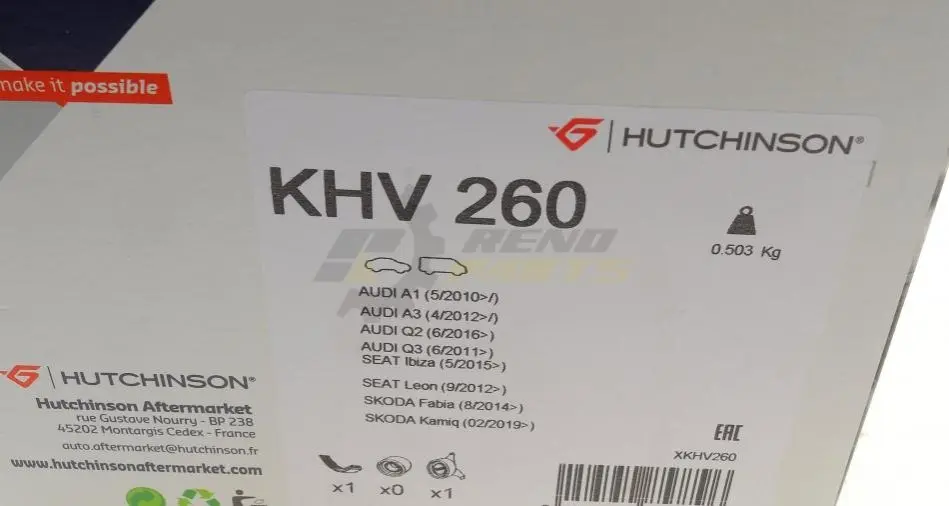 make it possible
HUTCHINSON®
KHV 260
0.503 Kg
RENO
PARTS
AUDI A1 (5/2010>/)
AUDI A3 (4/2012>/)
AUDI Q2 (6/2016>)
AUDI Q3 (6/2011>)
SEAT Ibiza (5/2015>)
SEAT Leon (9/2012>)
SKODA Fabia (8/2014>)
SKODA Kamiq (02/2019>)
HUTCHINSON®
Hutchinson Aftermarket
rue Gustave Nourry - BP 238
45202 Montargis Cedex - France
auto.aftermarket@hutchinson.fr
www.hutchinsonaftermarket.com
EAC
XKHV260
x1 x0 x1